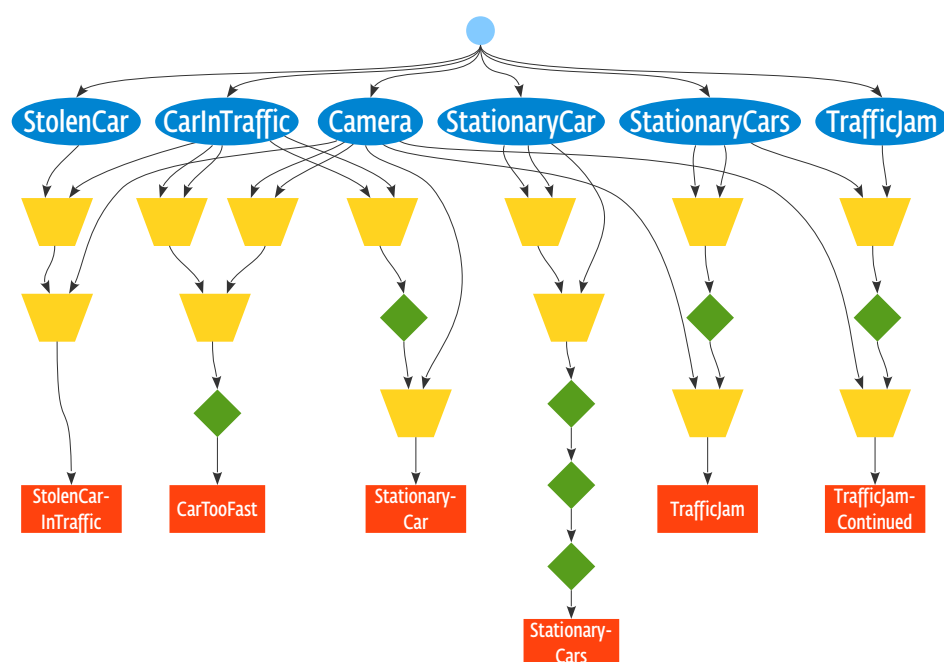 StolenCar
CarInTraffic
Camera
StationaryCar
StationaryCars
TrafficJam
StolenCar-
InTraffic
CarTooFast
Stationary-
Car
TrafficJam
TrafficJam-
Continued
Stationary-
Cars